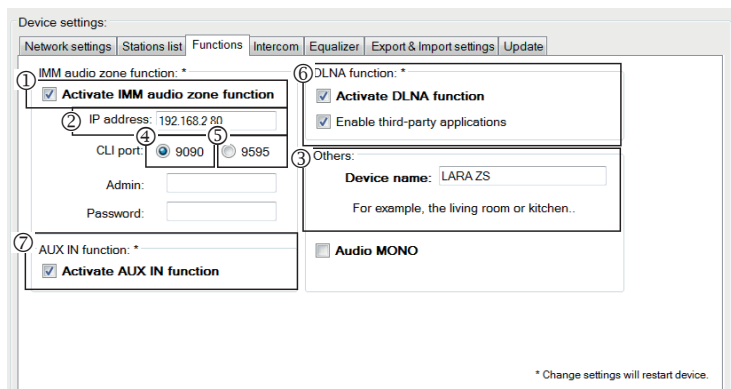 Device settings:
Network settings Stations list Functions Intercom Equalizer Export & Import settings Update
IMM audio zone function: *
① Activate IMM audio zone function
② IP address: 192.168.2.80
CLI port: ④ 9090 ⑤ 9595
Admin:
Password:
⑦ AUX IN function: *
Activate AUX IN function
⑥ DLNA function: *
Activate DLNA function
Enable third-party applications
③ Others:
Device name: LARA ZS
For example, the living room or kitchen..
Audio MONO
* Change settings will restart device.